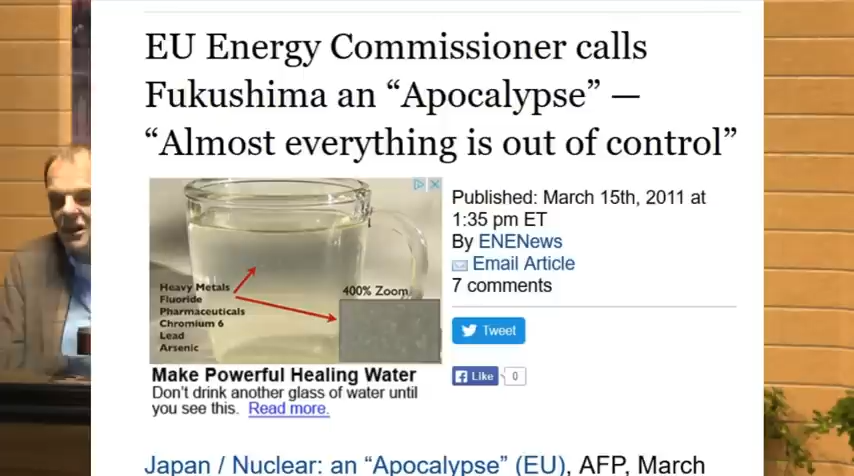 EU Energy Commissioner calls
Fukushima an “Apocalypse” —
“Almost everything is out of control”
Published: March 15th, 2011 at
1:35 pm ET
By ENENews
Email Article
7 comments
Tweet
Like 0
Heavy Metals
Fluoride
Pharmaceuticals
Chromium 6
Lead
Arsenic
400% Zoom
Make Powerful Healing Water
Don't drink another glass of water until
you see this. Read more.
Japan / Nuclear: an “Apocalypse” (EU), AFP, March